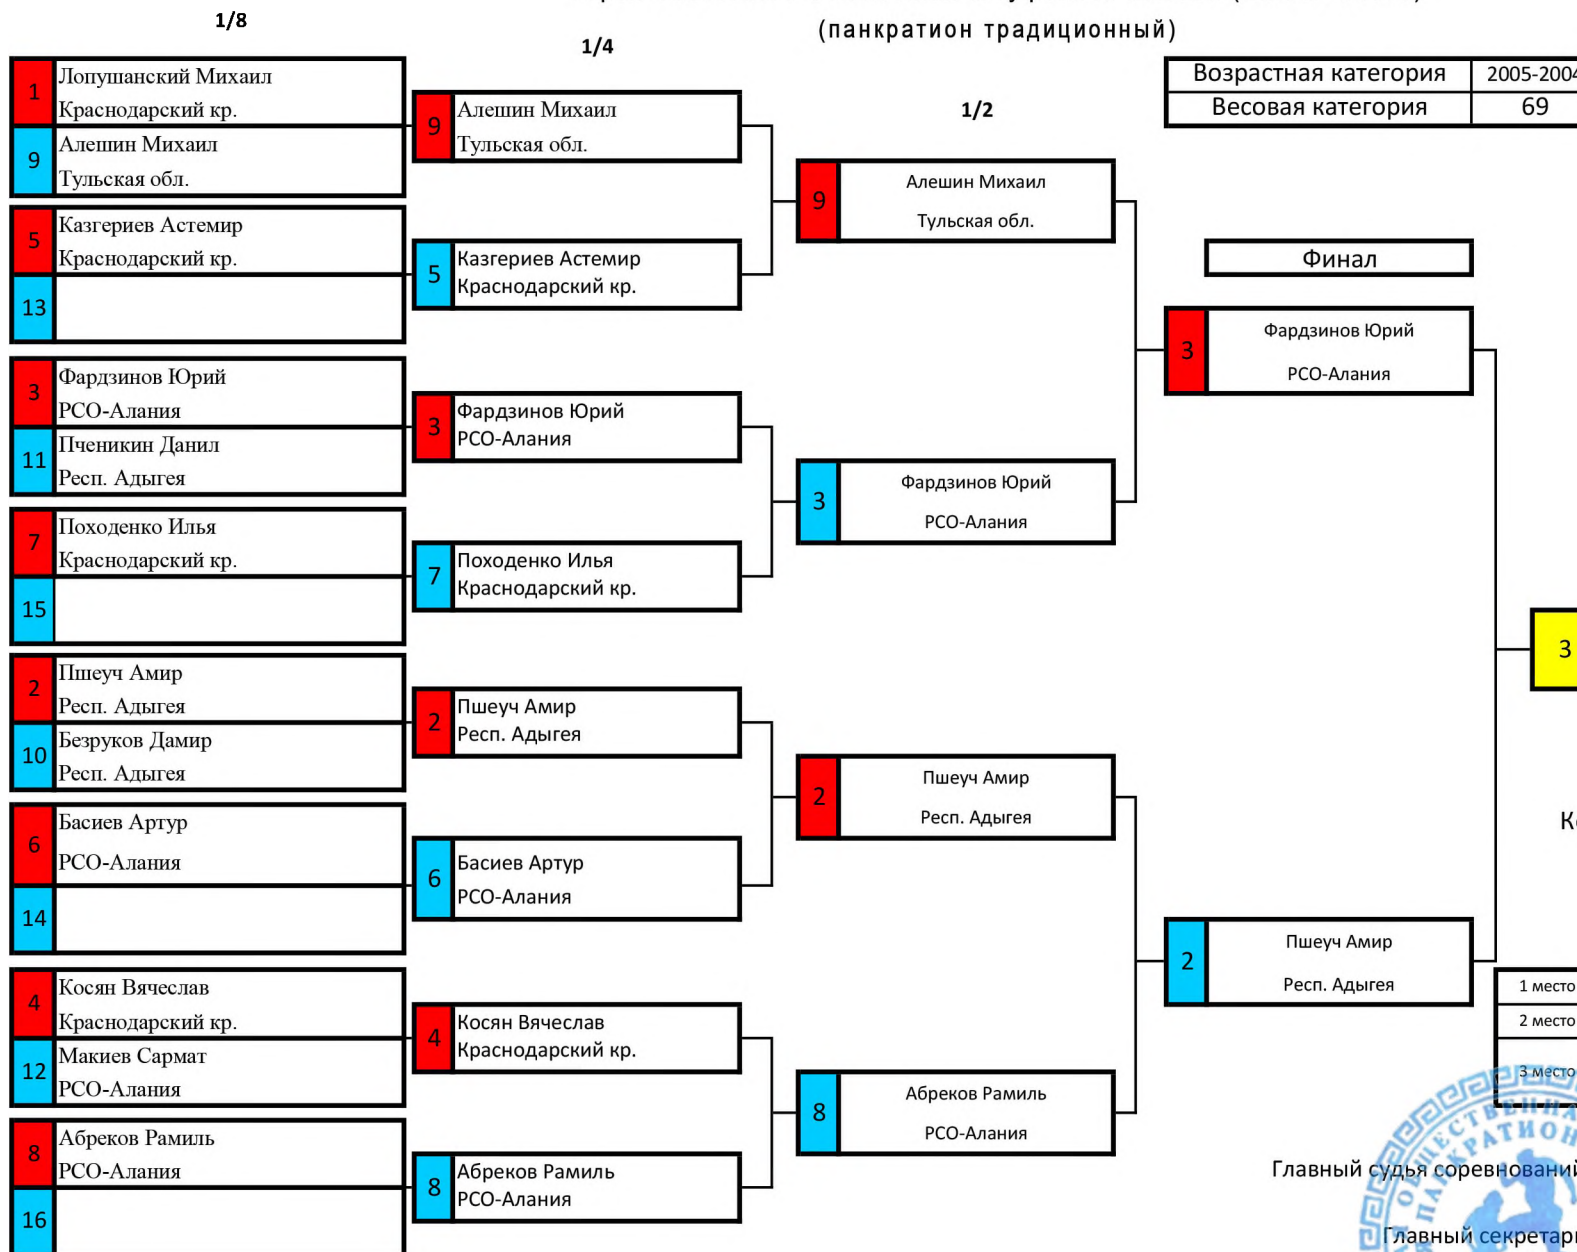 1/8
1/4
(панкратион традиционный)
Возрастная категория 2005-2004
Весовая категория 69
1/2
1 Лопушанский Михаил
Краснодарский кр.
9 Алешин Михаил
Тульская обл.
5 Казгериев Астемир
Краснодарский кр.
13
3 Фардзинов Юрий
РСО-Алания
11 Пченикин Данил
Респ. Адыгея
7 Походенко Илья
Краснодарский кр.
15
2 Пшеуч Амир
Респ. Адыгея
10 Безруков Дамир
Респ. Адыгея
6 Басиев Артур
РСО-Алания
14
4 Косян Вячеслав
Краснодарский кр.
12 Макиев Сармат
РСО-Алания
8 Абреков Рамиль
РСО-Алания
16
9 Алешин Михаил
Тульская обл.
5 Казгериев Астемир
Краснодарский кр.
3 Фардзинов Юрий
РСО-Алания
7 Походенко Илья
Краснодарский кр.
2 Пшеуч Амир
Респ. Адыгея
6 Басиев Артур
РСО-Алания
4 Косян Вячеслав
Краснодарский кр.
8 Абреков Рамиль
РСО-Алания
9 Алешин Михаил
Тульская обл.
3 Фардзинов Юрий
РСО-Алания
2 Пшеуч Амир
Респ. Адыгея
8 Абреков Рамиль
РСО-Алания
Финал
3 Фардзинов Юрий
РСО-Алания
2 Пшеуч Амир
Респ. Адыгея
3
1 место
2 место
3 место
Главный судья соревнований
Главный секретарь